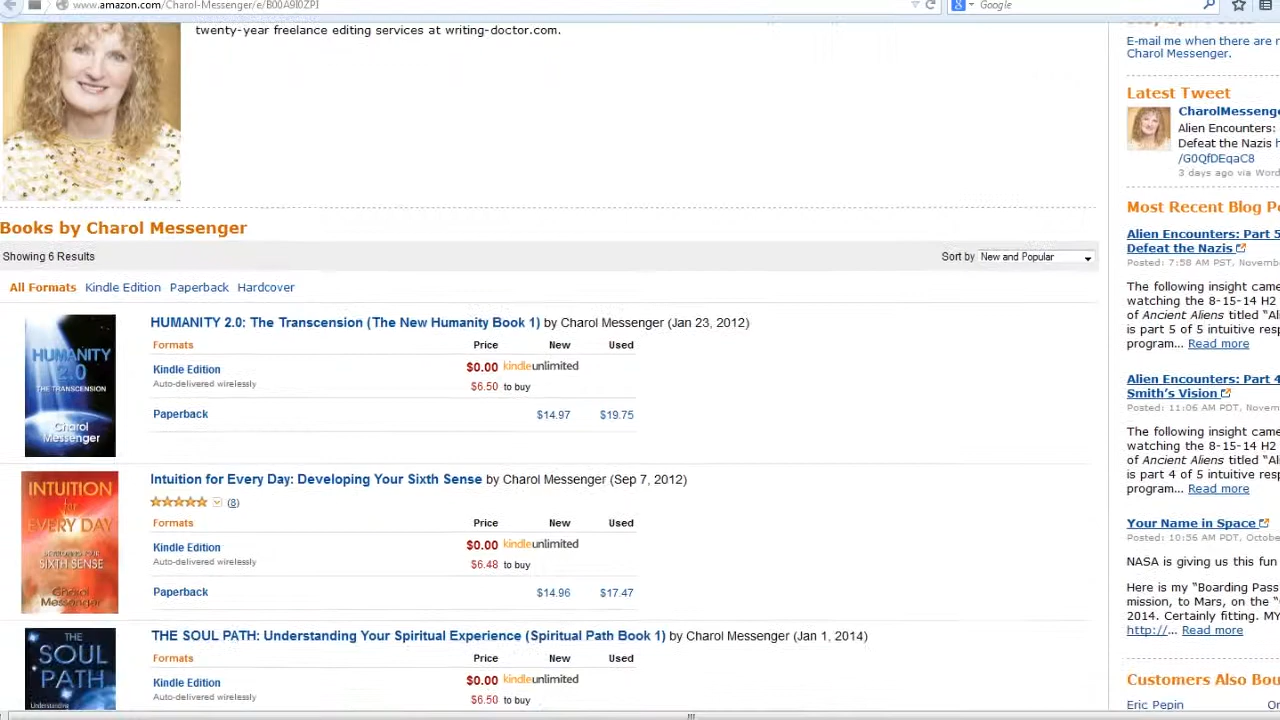 www.amazon.com/Charol-Messenger/e/B00A9I0ZPI
Google
twenty-year freelance editing services at writing-doctor.com.
E-mail me when there are
Charol Messenger.
Latest Tweet
CharolMessenge
Alien Encounters:
Defeat the Nazis h
/G0QfDEqaC8
3 days ago via Word
Books by Charol Messenger
Showing 6 Results
Sort by New and Popular
All Formats Kindle Edition Paperback Hardcover
HUMANITY 2.0: The Transcension (The New Humanity Book 1) by Charol Messenger (Jan 23, 2012)
Formats Price New Used
Kindle Edition $0.00 kindleunlimited
Auto-delivered wirelessly $6.50 to buy
Paperback $14.97 $19.75
HUMANITY
2.0
THE TRANSCENSION
Charol
Messenger
Intuition for Every Day: Developing Your Sixth Sense by Charol Messenger (Sep 7, 2012)
(8)
Formats Price New Used
Kindle Edition $0.00 kindleunlimited
Auto-delivered wirelessly $6.48 to buy
Paperback $14.96 $17.47
INTUITION
for
EVERY DAY
DEVELOPING YOUR
SIXTH SENSE
Charol
Messenger
THE SOUL PATH: Understanding Your Spiritual Experience (Spiritual Path Book 1) by Charol Messenger (Jan 1, 2014)
Formats Price New Used
Kindle Edition $0.00 kindleunlimited
Auto-delivered wirelessly $6.50 to buy
THE
SOUL
PATH
Understanding
Most Recent Blog Po
Alien Encounters: Part 5
Defeat the Nazis
Posted: 7:58 AM PST, Novemb
The following insight came
watching the 8-15-14 H2
of Ancient Aliens titled “Al
is part 5 of 5 intuitive resp
program... Read more
Alien Encounters: Part 4
Smith’s Vision
Posted: 11:06 AM PDT, Novem
The following insight came
watching the 8-15-14 H2
of Ancient Aliens titled “Al
is part 4 of 5 intuitive resp
program... Read more
Your Name in Space
Posted: 10:56 AM PDT, Octobe
NASA is giving us this fun
Here is my “Boarding Pass
mission, to Mars, on the “
2014. Certainly fitting. MY
http://... Read more
Customers Also Bou
Eric Pepin